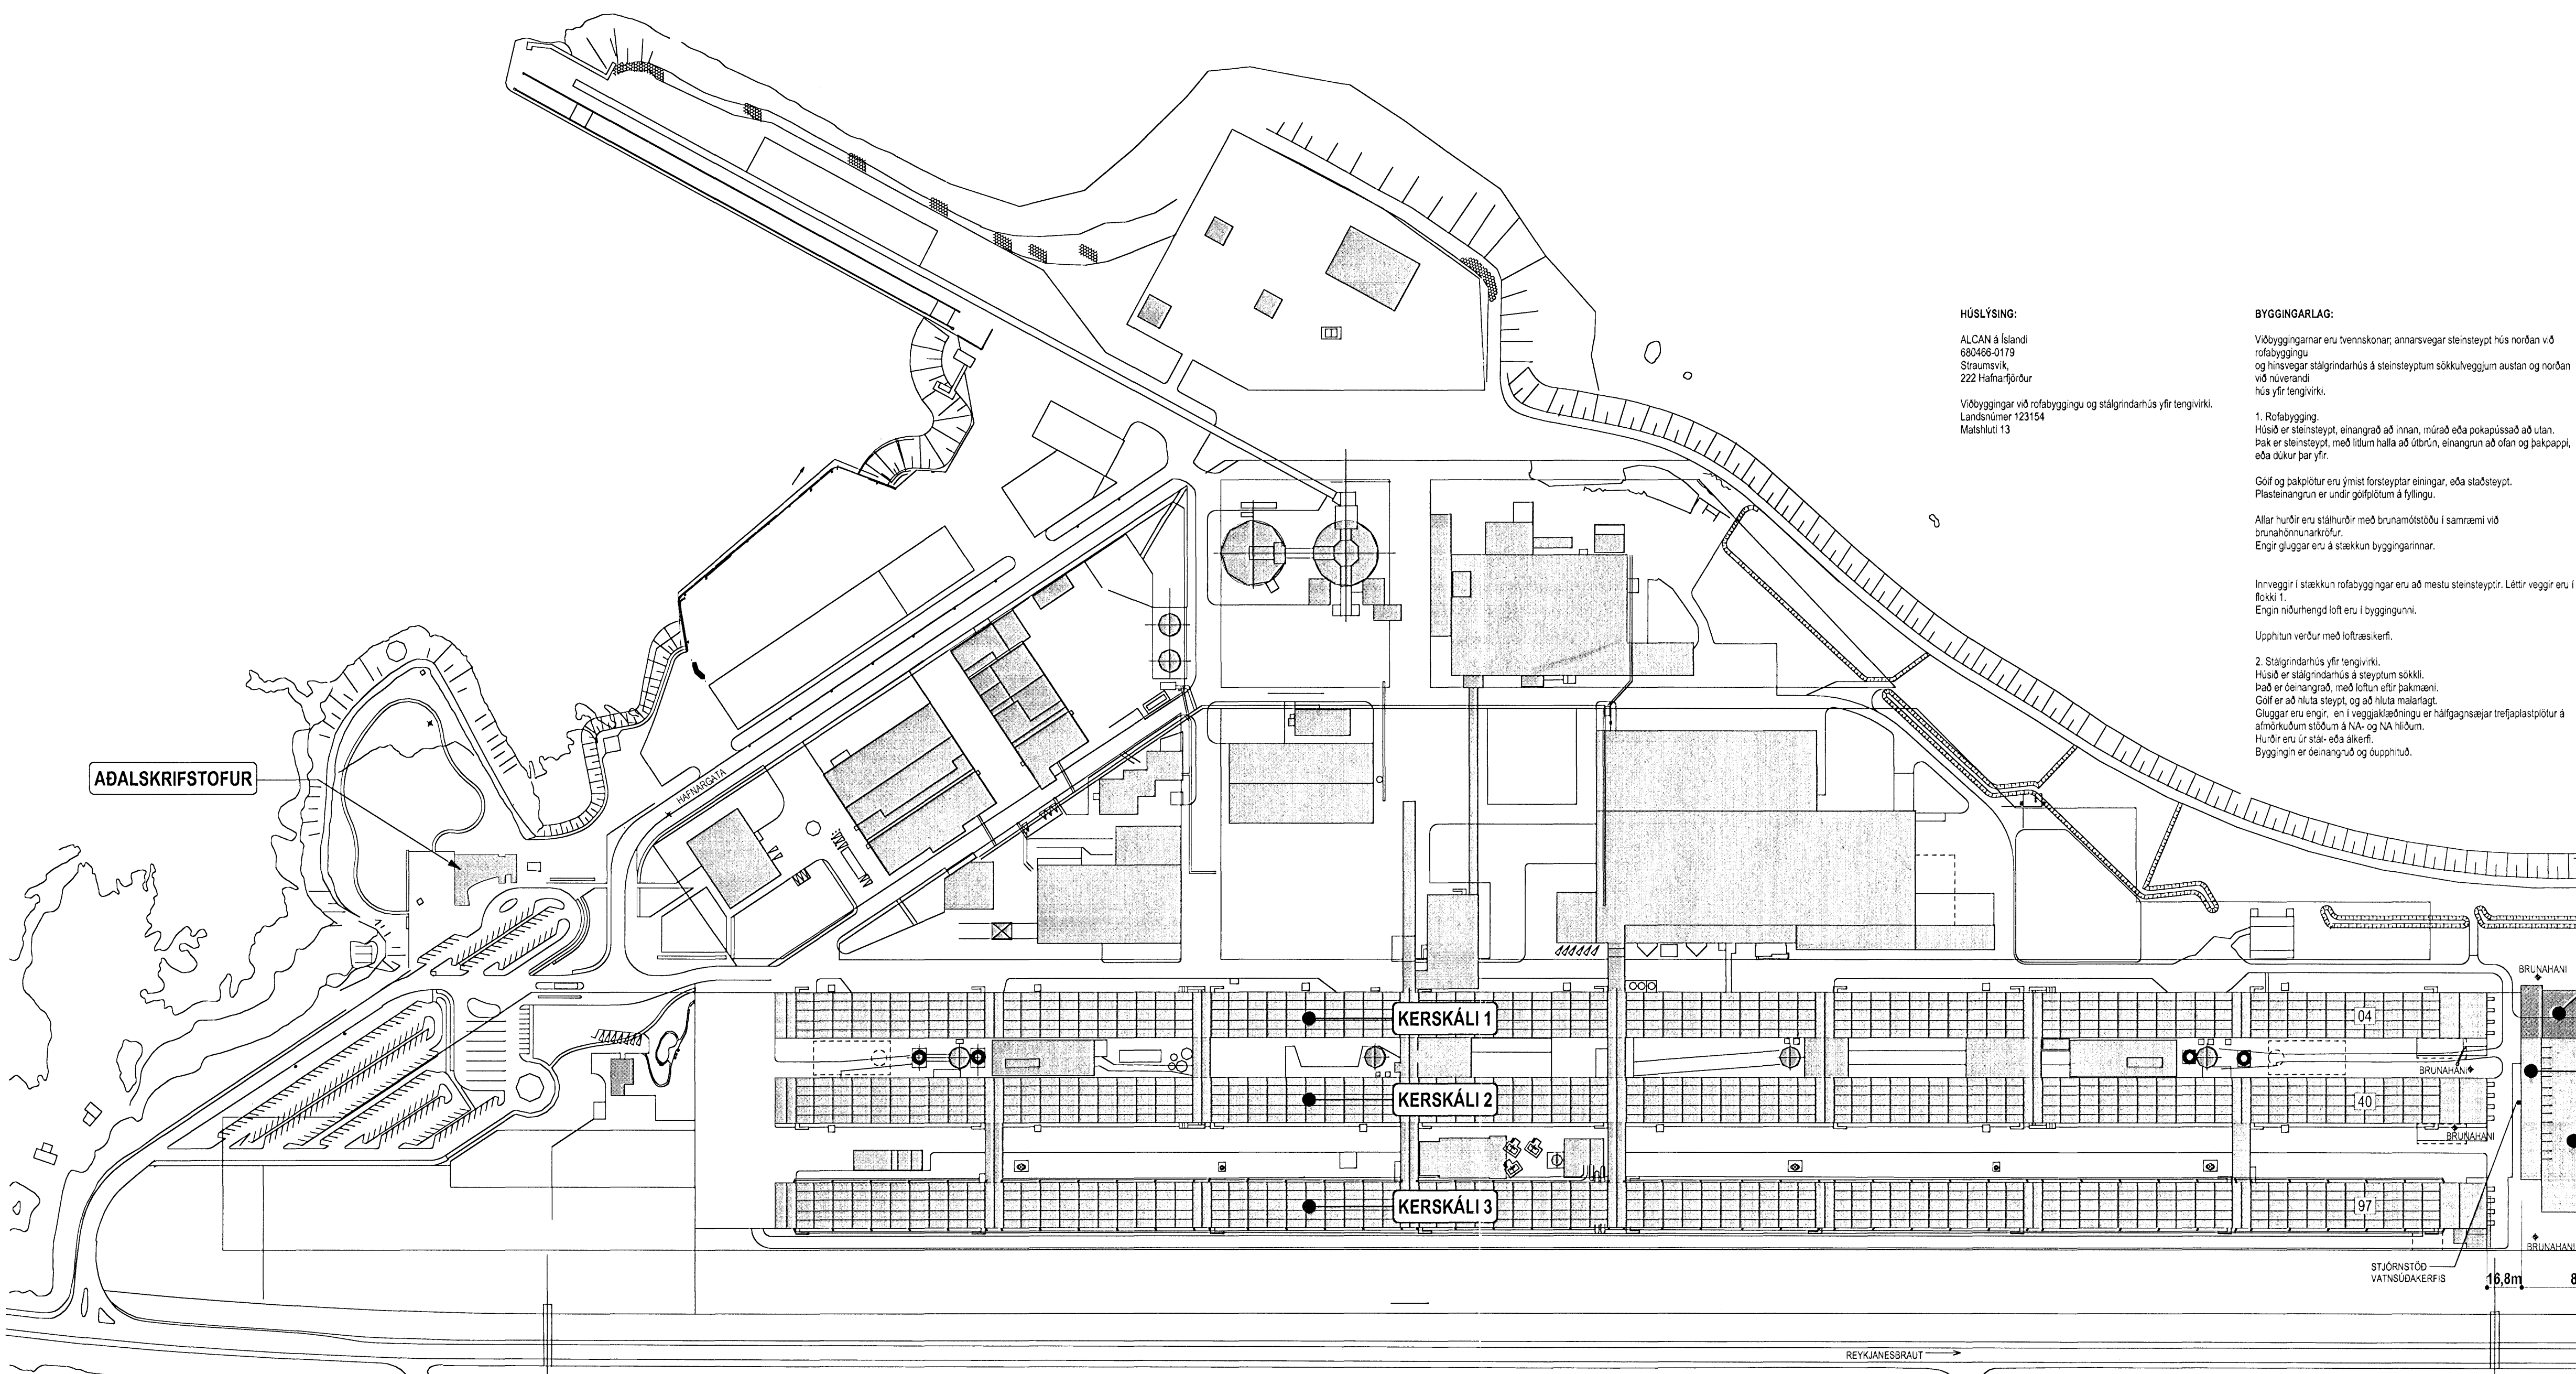 HÚSLÝSING:
ALCAN á Íslandi
680466-0179
Straumsvík,
222 Hafnarfjörður
Viðbyggingar við rofabyggingu og stálgrindarhús yfir tengivirki.
Landsnúmer 123154
Matshluti 13
BYGGINGARLAG:
Viðbyggingarnar eru tvennskonar; annarsvegar steinsteypt hús norðan við
rofabyggingu
og hinsvegar stálgrindarhús á steinsteyptum sökkulveggjum austan og norðan
við núverandi
hús yfir tengivirki.
1. Rofabygging.
Húsið er steinsteypt, einangrað að innan, múrað eða pokapússað að utan.
Þak er steinsteypt, með litlum halla að útbrún, einangrun að ofan og þakpappi,
eða dúkur þar yfir.
Gólf og þakplötur eru ýmist forsteyptar einingar, eða staðsteypt.
Plasteinangrun er undir gólfplötum á fyllingu.
Allar hurðir eru stálhurðir með brunamótstöðu í samræmi við
brunahönnunarkröfur.
Engir gluggar eru á stækkun byggingarinnar.
Innveggir í stækkun rofabyggingar eru að mestu steinsteyptir. Léttir veggir eru í
flokki 1.
Engin niðurhengd loft eru í byggingunni.
Upphitun verður með loftræsikerfi.
2. Stálgrindarhús yfir tengivirki.
Húsið er stálgrindarhús á steyptum sökkli.
Það er óeinangrað, með loftun eftir þakmæni.
Gólf er að hluta steypt, og að hluta malarlagt.
Gluggar eru engir, en í veggjaklæðningu er hálfgagnsæjar trefjaplastplötur á
afmörkuðum stöðum á NA- og NA hliðum.
Hurðir eru úr stál- eða álkerfi.
Byggingin er óeinangruð og óupphituð.
AÐALSKRIFSTOFUR
HAFNARGATA
BRUNAHANI
KERSKÁLI 1
04
BRUNAHANI
KERSKÁLI 2
40
BRUNAHANI
KERSKÁLI 3
97
BRUNAHANI
STJÓRNSTÖÐ
VATNSÚÐAKERFIS
16,8m
8
REYKJANESBRAUT